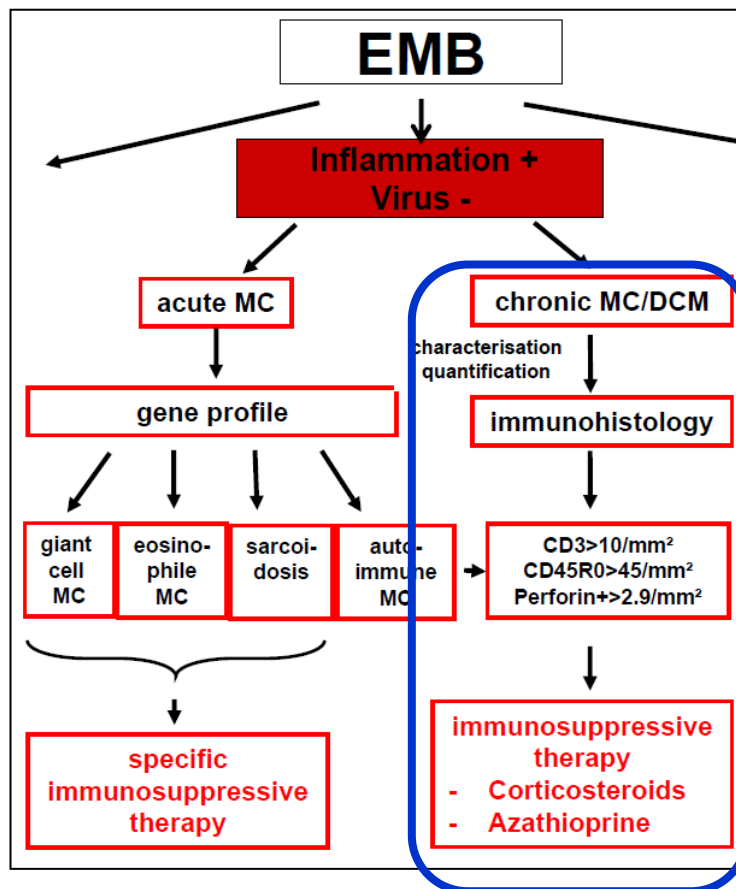 EMB
Inflammation +
Virus -
acute MC
chronic MC/DCM
characterisation
quantification
gene profile
immunohistology
giant
cell
MC
eosino-
phile
MC
sarcoi-
dosis
auto-
immune
MC
CD3>10/mm²
CD45R0>45/mm²
Perforin+>2.9/mm²
specific
immunosuppressive
therapy
immunosuppressive
therapy
- Corticosteroids
- Azathioprine